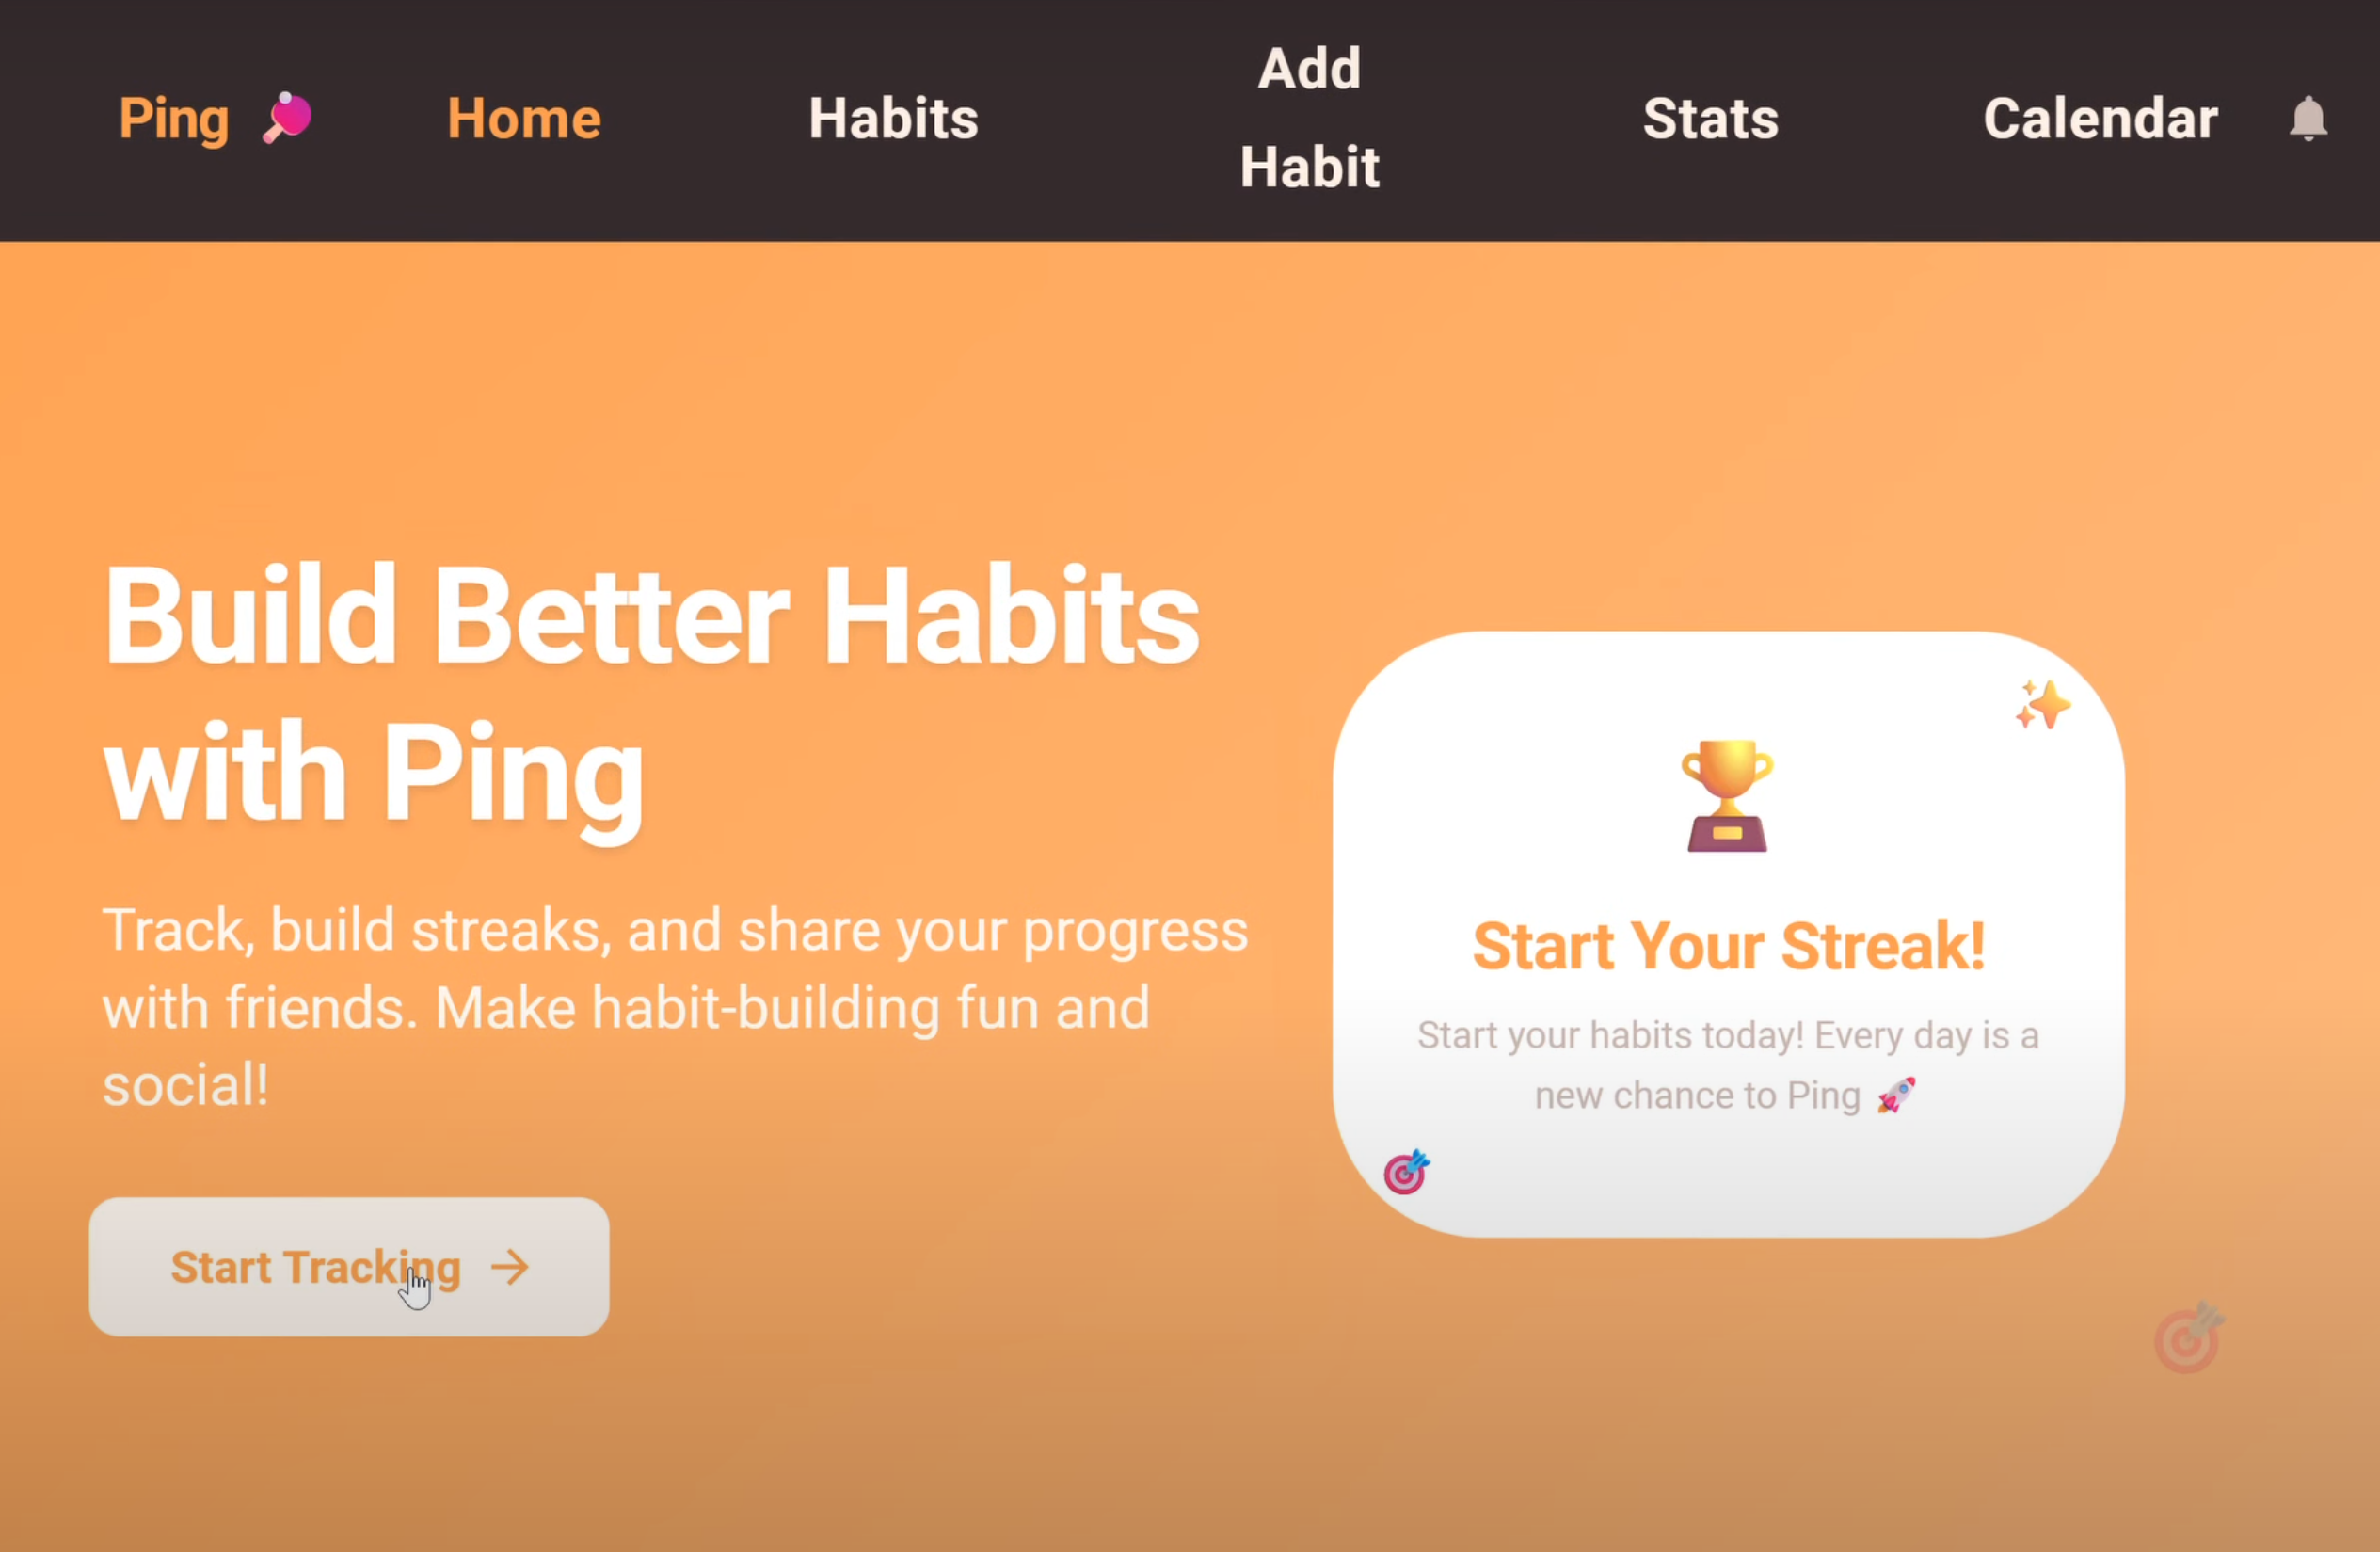 Ping
Home
Habits
Add
Habit
Stats
Calendar
Build Better Habits
with Ping
Track, build streaks, and share your progress
with friends. Make habit-building fun and
social!
Start Tracking →
Start Your Streak!
Start your habits today! Every day is a
new chance to Ping 🚀